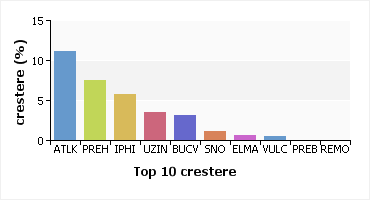 crestere (%)
15
10
5
0
ATLK PREH IPHI UZIN BUCV SNO ELMA VULC PREB REMO
Top 10 crestere